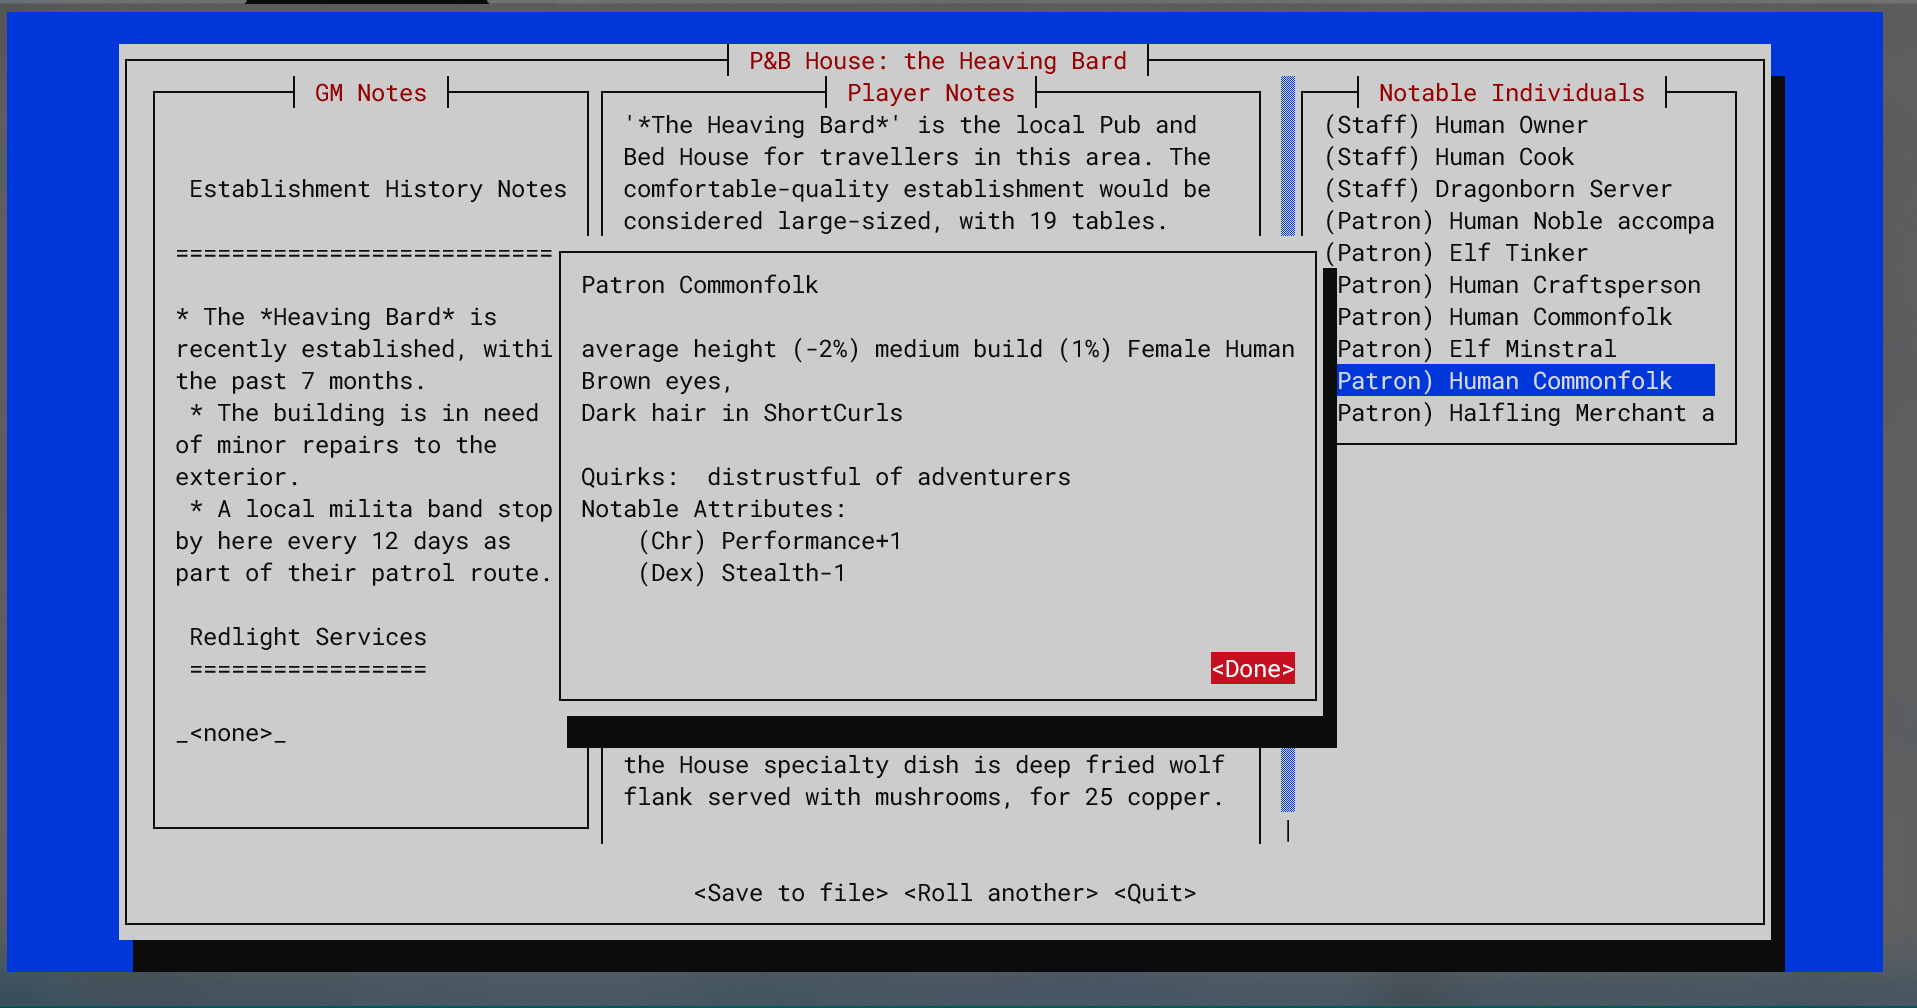 P&B House: the Heaving Bard
GM Notes
Establishment History Notes
===========================
* The *Heaving Bard* is
recently established, withi
the past 7 months.
* The building is in need
of minor repairs to the
exterior.
* A local milita band stop
by here every 12 days as
part of their patrol route.
Redlight Services
=================
_<none>_
Player Notes
'*The Heaving Bard*' is the local Pub and
Bed House for travellers in this area. The
comfortable-quality establishment would be
considered large-sized, with 19 tables.
Patron Commonfolk
average height (-2%) medium build (1%) Female Human
Brown eyes,
Dark hair in ShortCurls
Quirks:  distrustful of adventurers
Notable Attributes:
(Chr) Performance+1
(Dex) Stealth-1
<Done>
the House specialty dish is deep fried wolf
flank served with mushrooms, for 25 copper.
Notable Individuals
(Staff) Human Owner
(Staff) Human Cook
(Staff) Dragonborn Server
(Patron) Human Noble accompa
(Patron) Elf Tinker
Patron) Human Craftsperson
Patron) Human Commonfolk
Patron) Elf Minstral
Patron) Human Commonfolk
Patron) Halfling Merchant a
<Save to file> <Roll another> <Quit>